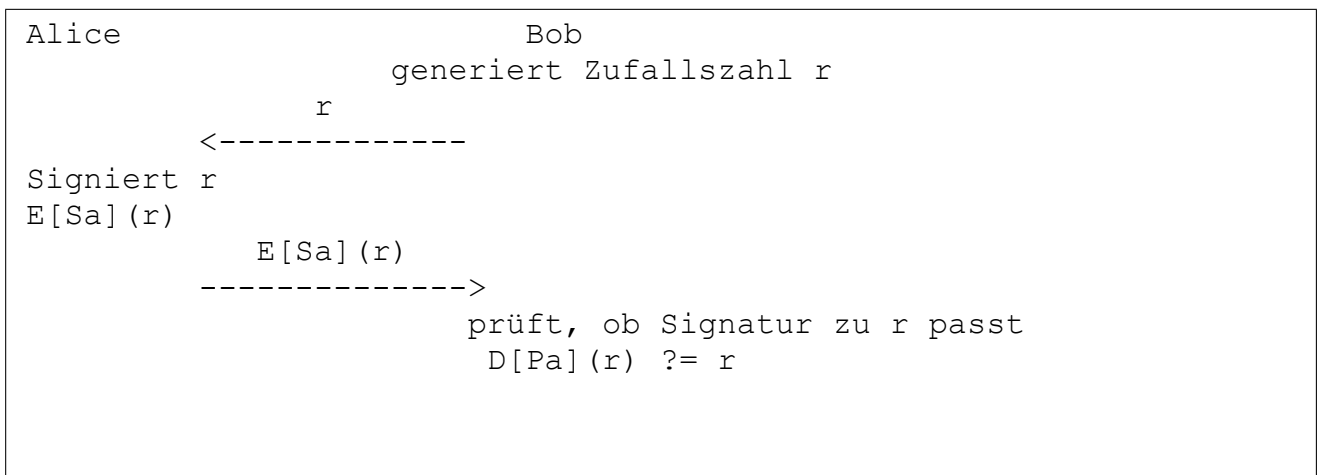 Alice Bob
generiert Zufallszahl r
r
<-------------
Signiert r
E[Sa](r)
E[Sa](r)
-------------->
prüft, ob Signatur zu r passt
D[Pa](r) ?= r